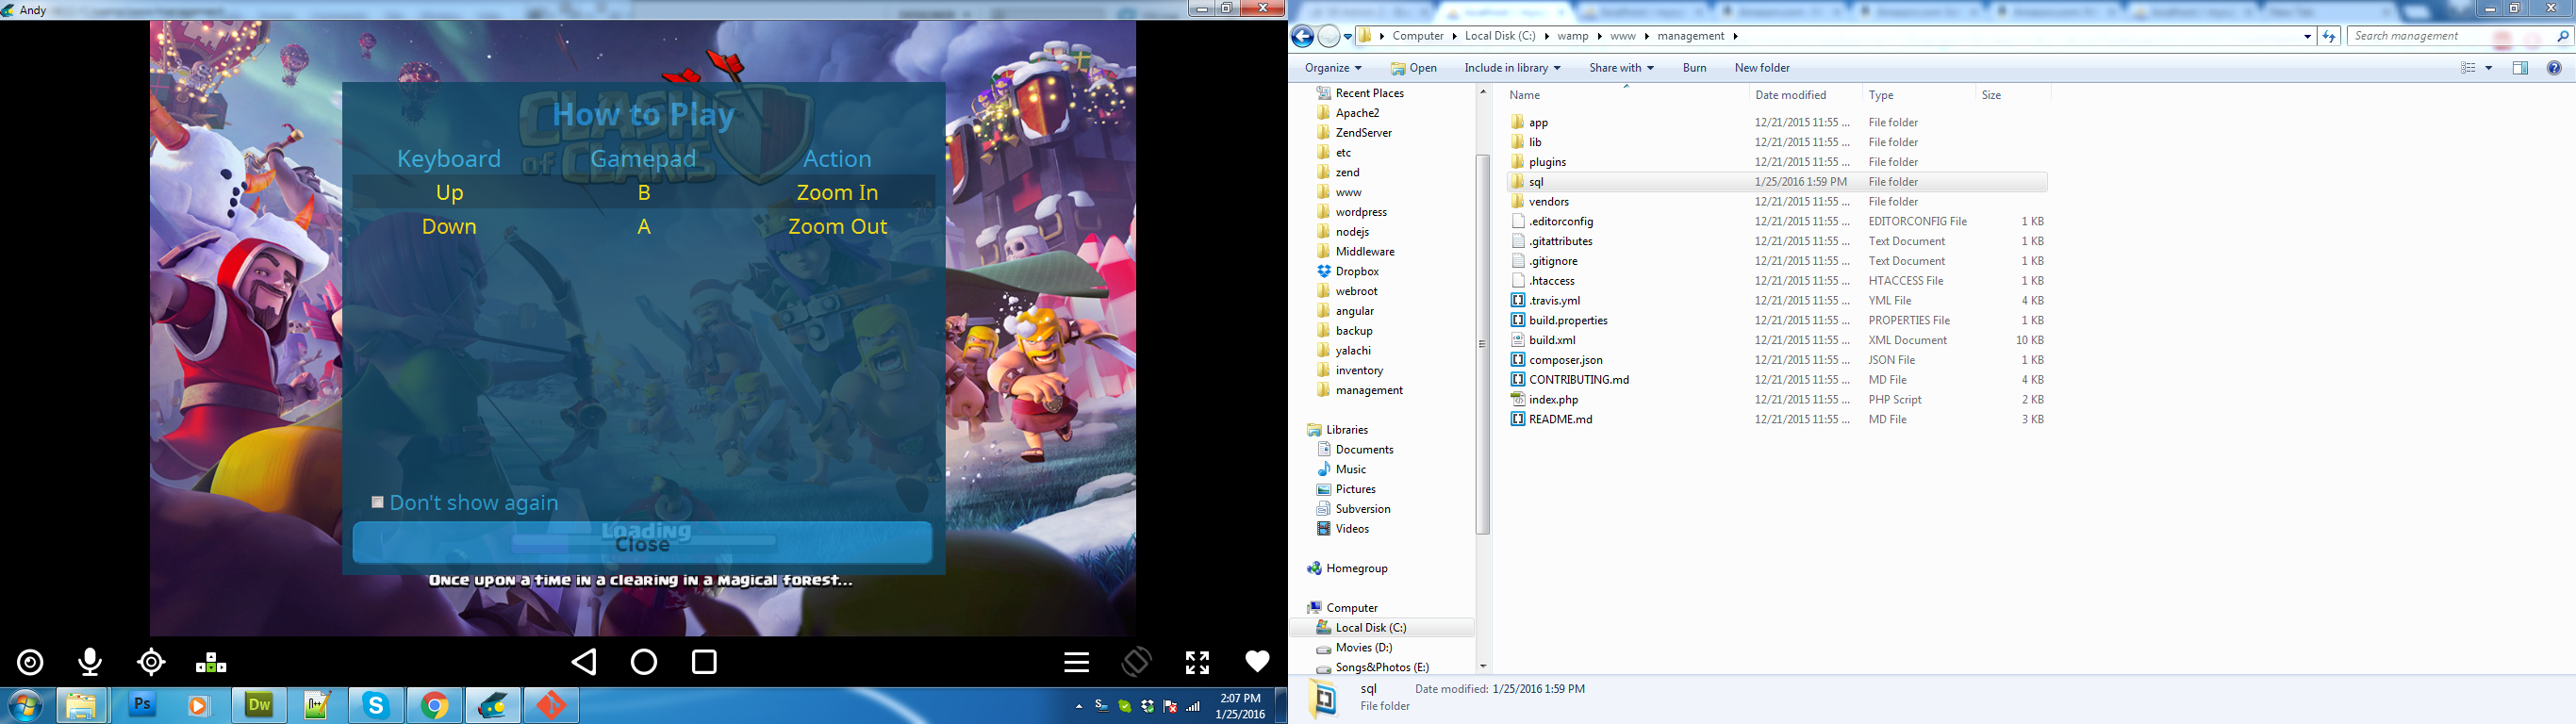 Andy
CLASH
of CLANS
How to Play
Keyboard Gamepad Action
Up B Zoom In
Down A Zoom Out
Don't show again
Loading
Close
Once upon a time in a clearing in a magical forest...
Ps
Dw
2:07 PM
1/25/2016
Computer Local Disk (C:) wamp www management
Search management
Organize Open Include in library Share with Burn New folder
Recent Places
Apache2
ZendServer
etc
zend
www
wordpress
nodejs
Middleware
Dropbox
webroot
angular
backup
yalachi
inventory
management
Libraries
Documents
Music
Pictures
Subversion
Videos
Homegroup
Computer
Local Disk (C:)
Movies (D:)
Songs&Photos (E:)
Name Date modified Type Size
app 12/21/2015 11:55 ... File folder
lib 12/21/2015 11:55 ... File folder
plugins 12/21/2015 11:55 ... File folder
sql 1/25/2016 1:59 PM File folder
vendors 12/21/2015 11:55 ... File folder
.editorconfig 12/21/2015 11:55 ... EDITORCONFIG File 1 KB
.gitattributes 12/21/2015 11:55 ... Text Document 1 KB
.gitignore 12/21/2015 11:55 ... Text Document 1 KB
.htaccess 12/21/2015 11:55 ... HTACCESS File 1 KB
.travis.yml 12/21/2015 11:55 ... YML File 4 KB
build.properties 12/21/2015 11:55 ... PROPERTIES File 1 KB
build.xml 12/21/2015 11:55 ... XML Document 10 KB
composer.json 12/21/2015 11:55 ... JSON File 1 KB
CONTRIBUTING.md 12/21/2015 11:55 ... MD File 4 KB
index.php 12/21/2015 11:55 ... PHP Script 2 KB
README.md 12/21/2015 11:55 ... MD File 3 KB
sql Date modified: 1/25/2016 1:59 PM
File folder